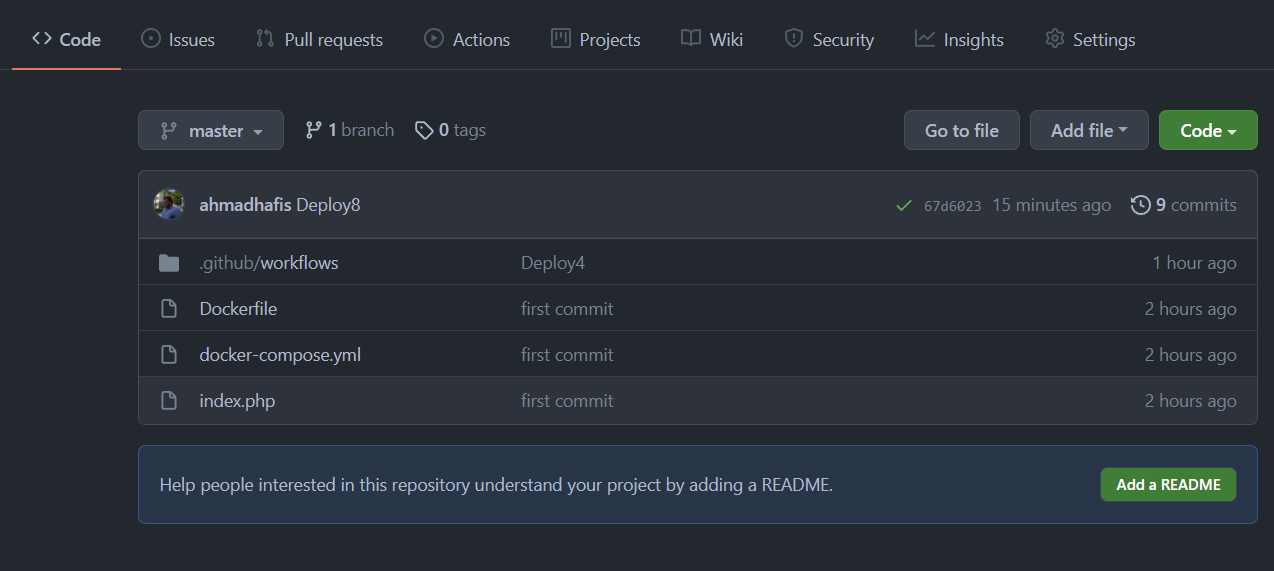 Code Issues Pull requests Actions Projects Wiki Security Insights Settings
master 1 branch 0 tags Go to file Add file Code
ahmadhafis Deploy8 67d6023 15 minutes ago 9 commits
.github/workflows Deploy4 1 hour ago
Dockerfile first commit 2 hours ago
docker-compose.yml first commit 2 hours ago
index.php first commit 2 hours ago
Help people interested in this repository understand your project by adding a README. Add a README